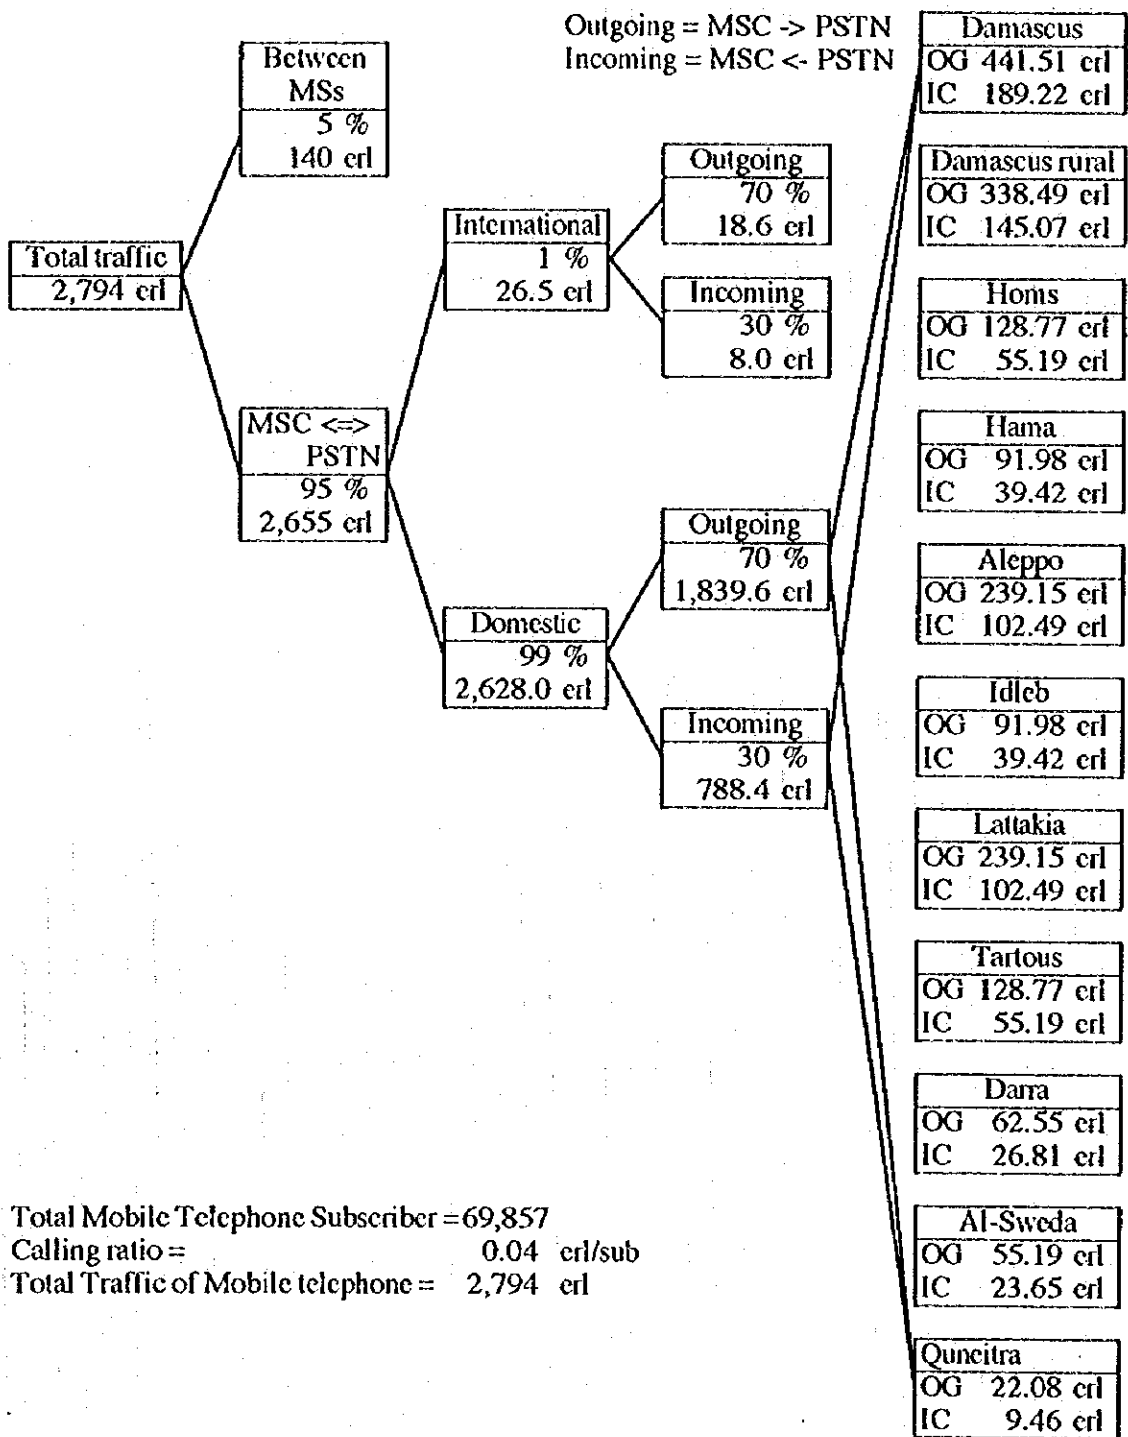 Outgoing = MSC -> PSTN
Incoming = MSC <- PSTN
Between
MSs
5 %
140 erl
Total traffic
2,794 erl
MSC <=>
PSTN
95 %
2,655 erl
International
1 %
26.5 erl
Domestic
99 %
2,628.0 erl
Outgoing
70 %
18.6 erl
Incoming
30 %
8.0 erl
Outgoing
70 %
1,839.6 erl
Incoming
30 %
788.4 erl
Damascus
OG 441.51 erl
IC 189.22 erl
Damascus rural
OG 338.49 erl
IC 145.07 erl
Homs
OG 128.77 erl
IC 55.19 erl
Hama
OG 91.98 erl
IC 39.42 erl
Aleppo
OG 239.15 erl
IC 102.49 erl
Idleb
OG 91.98 erl
IC 39.42 erl
Lattakia
OG 239.15 erl
IC 102.49 erl
Tartous
OG 128.77 erl
IC 55.19 erl
Darra
OG 62.55 erl
IC 26.81 erl
Al-Sweda
OG 55.19 erl
IC 23.65 erl
Quneitra
OG 22.08 erl
IC 9.46 erl
Total Mobile Telephone Subscriber =69,857
Calling ratio = 0.04 erl/sub
Total Traffic of Mobile telephone = 2,794 erl